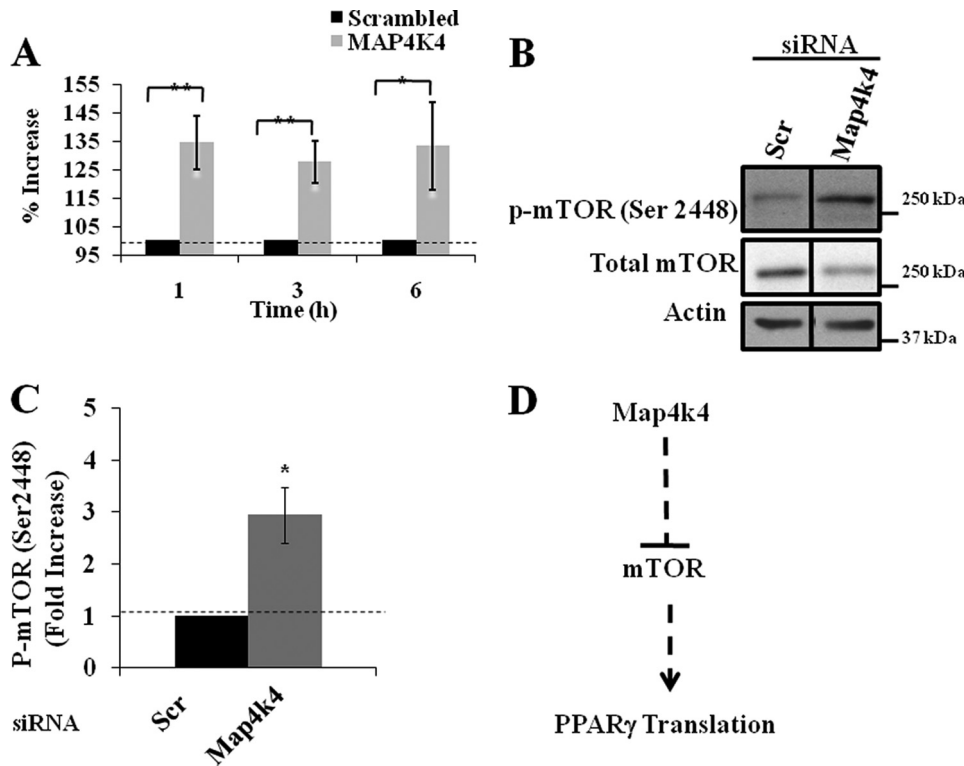 A
Scrambled
MAP4K4
% Increase
155
145
135
125
115
105
95
**
**
*
1
3
6
Time (h)
B
siRNA
Scr
Map4k4
p-mTOR (Ser 2448)
250 kDa
Total mTOR
250 kDa
Actin
37 kDa
C
P-mTOR (Ser2448)
(Fold Increase)
5
4
3
2
1
0
*
siRNA
Scr
Map4k4
D
Map4k4
mTOR
PPARγ Translation